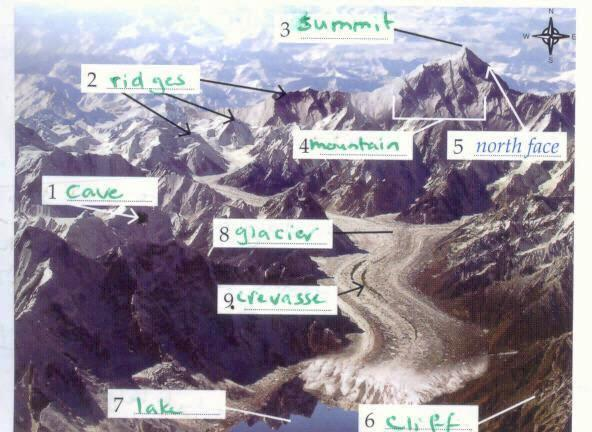 N
W E
S
3 Summit
2 ridges
4 mountain
5 north face
1 Cave
8 glacier
9. crevasse
7 lake
6 Cliff